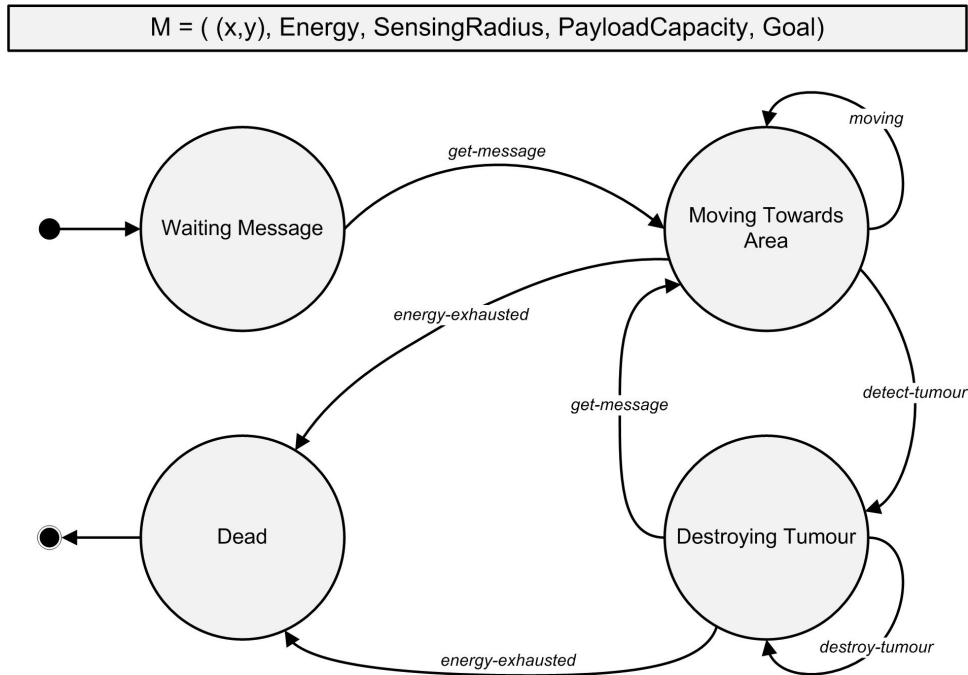 M = ( (x,y), Energy, SensingRadius, PayloadCapacity, Goal)
moving
get-message
Waiting Message
Moving Towards
Area
energy-exhausted
get-message
detect-tumour
Dead
Destroying Tumour
destroy-tumour
energy-exhausted